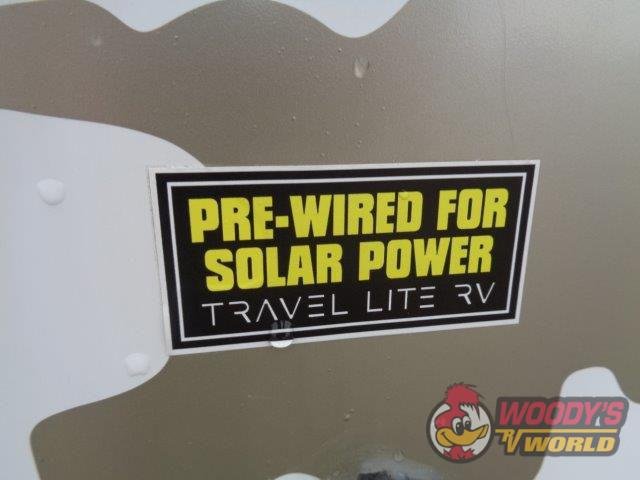 PRE-WIRED FOR
SOLAR POWER
TRAVEL LITE RV
WOODY'S
RV WORLD